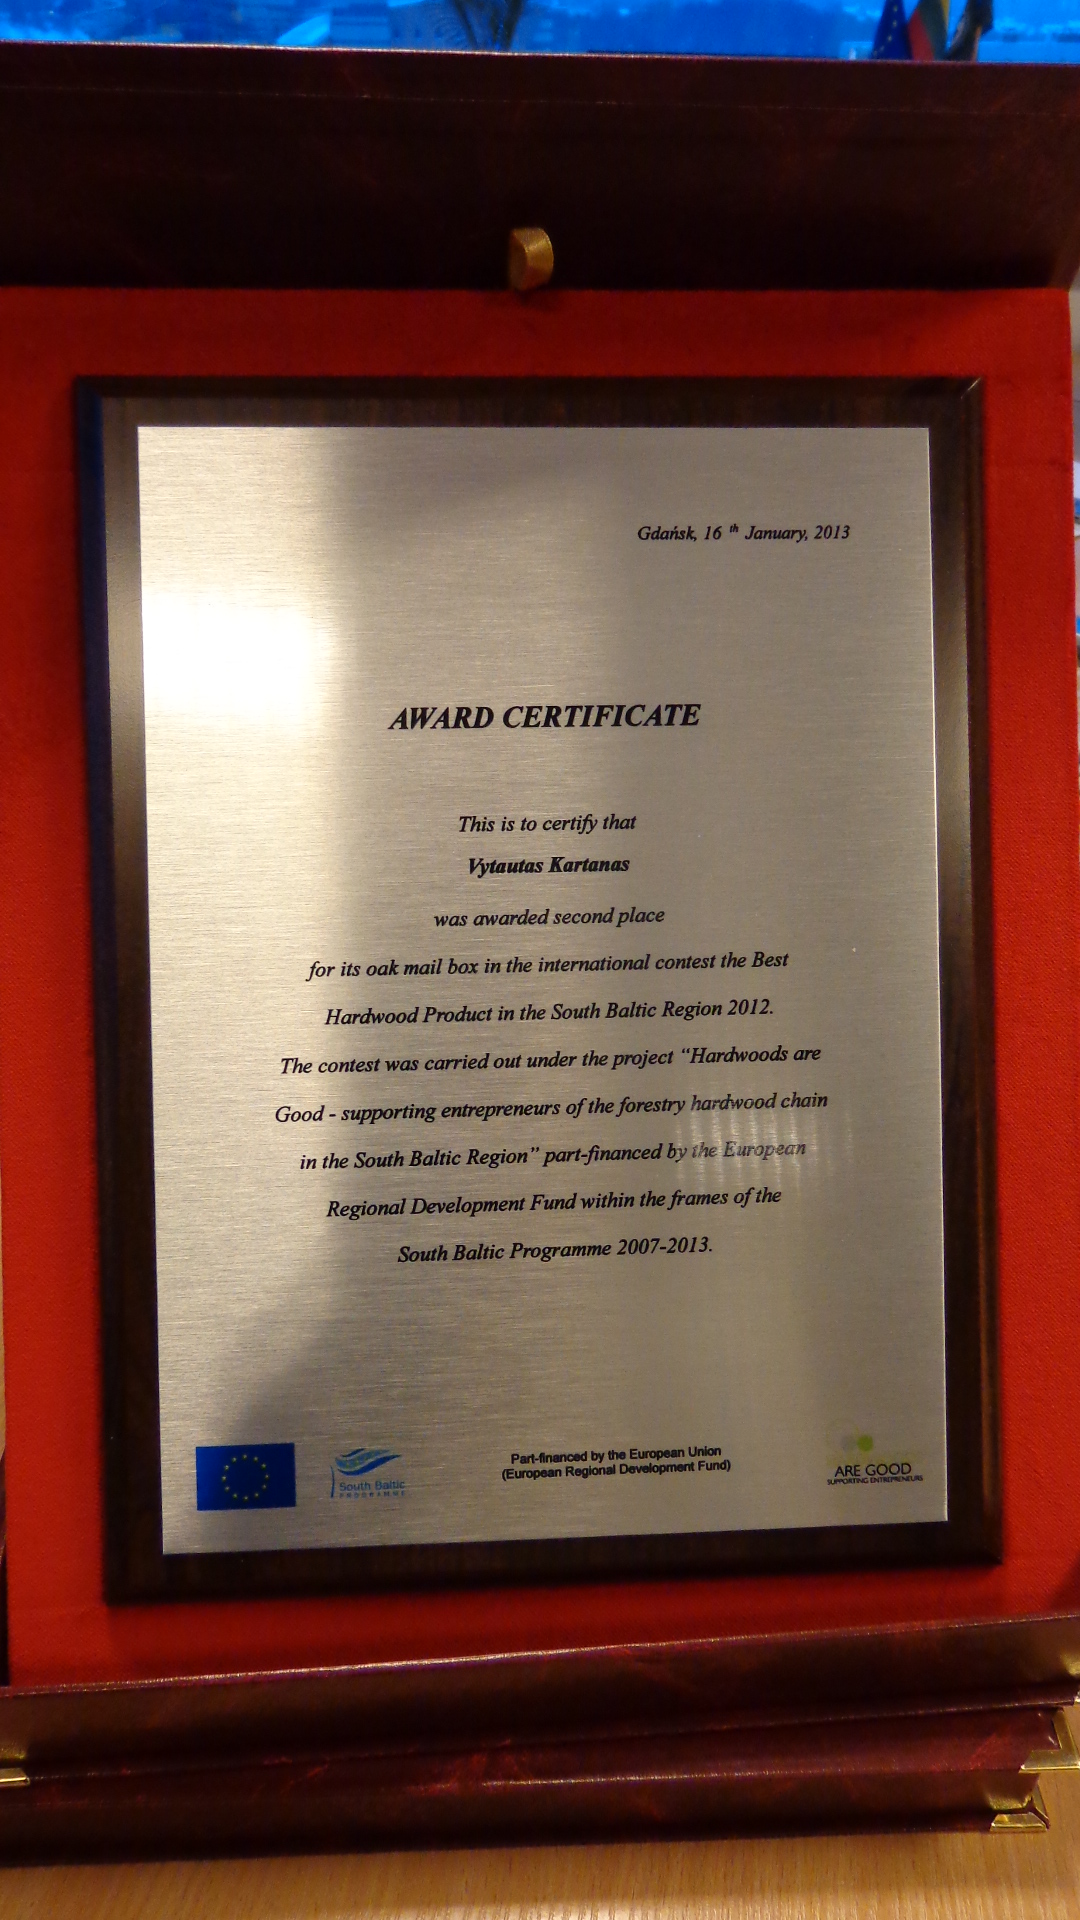 Gdańsk, 16 th January, 2013
AWARD CERTIFICATE
This is to certify that
Vytautas Kartanas
was awarded second place
for its oak mail box in the international contest the Best
Hardwood Product in the South Baltic Region 2012.
The contest was carried out under the project “Hardwoods are
Good - supporting entrepreneurs of the forestry hardwood chain
in the South Baltic Region” part-financed by the European
Regional Development Fund within the frames of the
South Baltic Programme 2007-2013.
South Baltic
PROGRAMME
Part-financed by the European Union
(European Regional Development Fund)
ARE GOOD
SUPPORTING ENTREPRENEURS